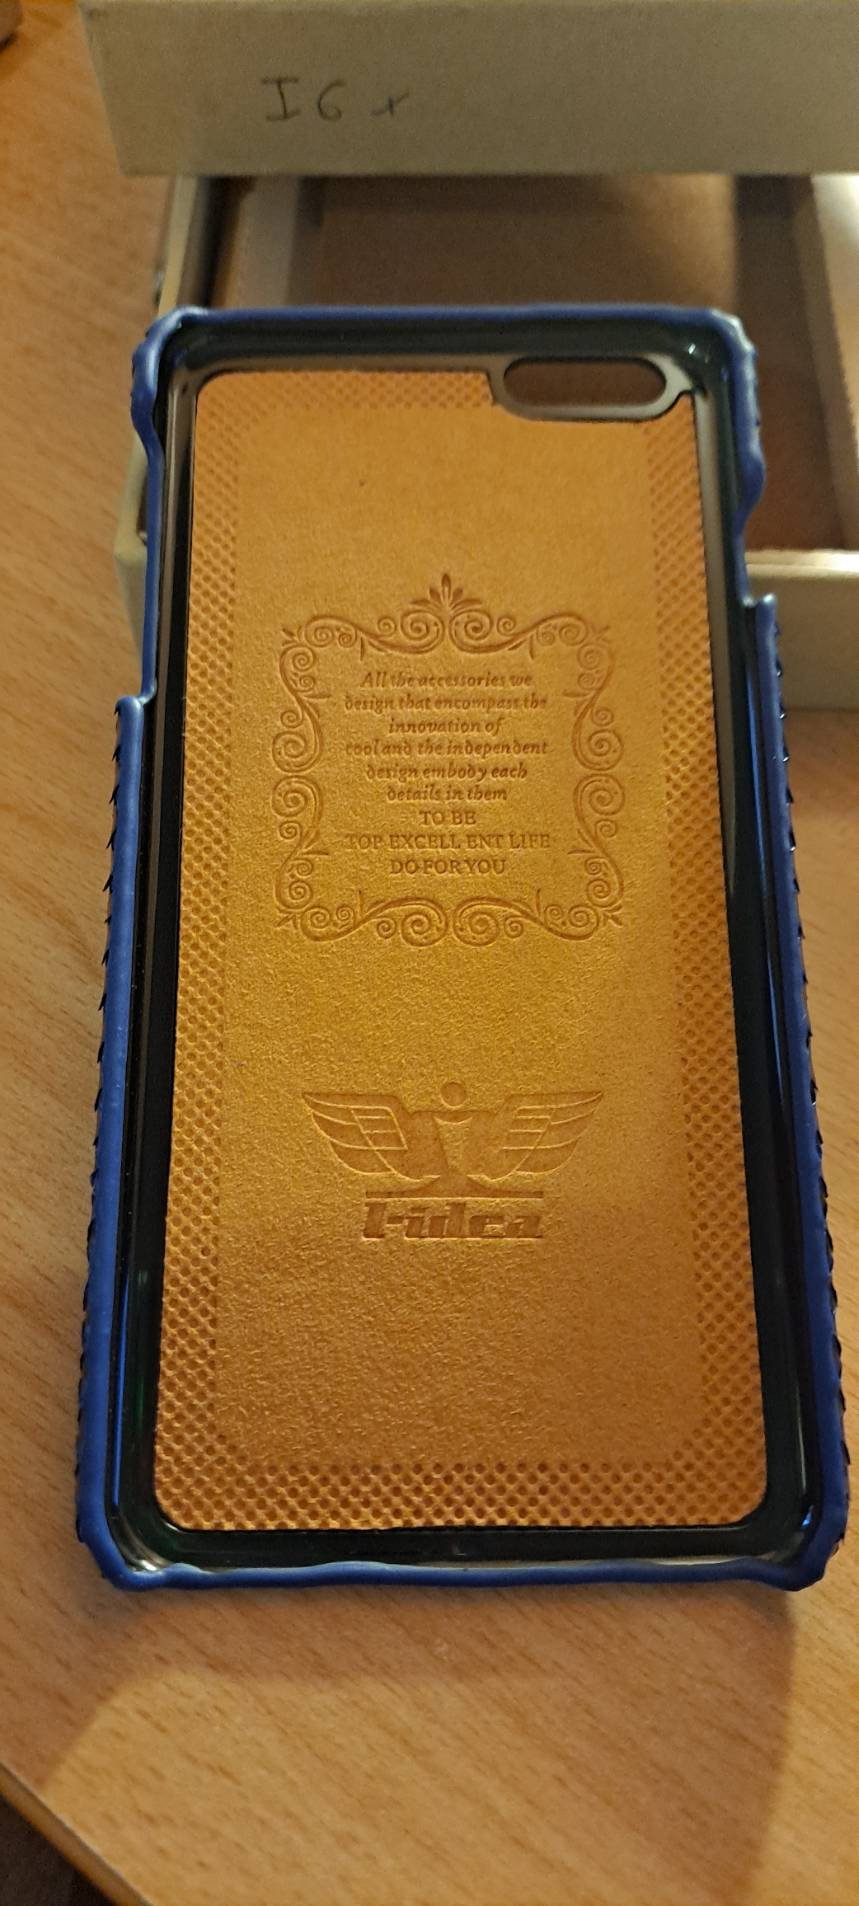 I6+
All the accessories we
design that encompass the
innovation of
cool and the independent
design embody each
details in them
TO BE
TOP EXCELL ENT LIFE
DO FOR YOU
I-idea